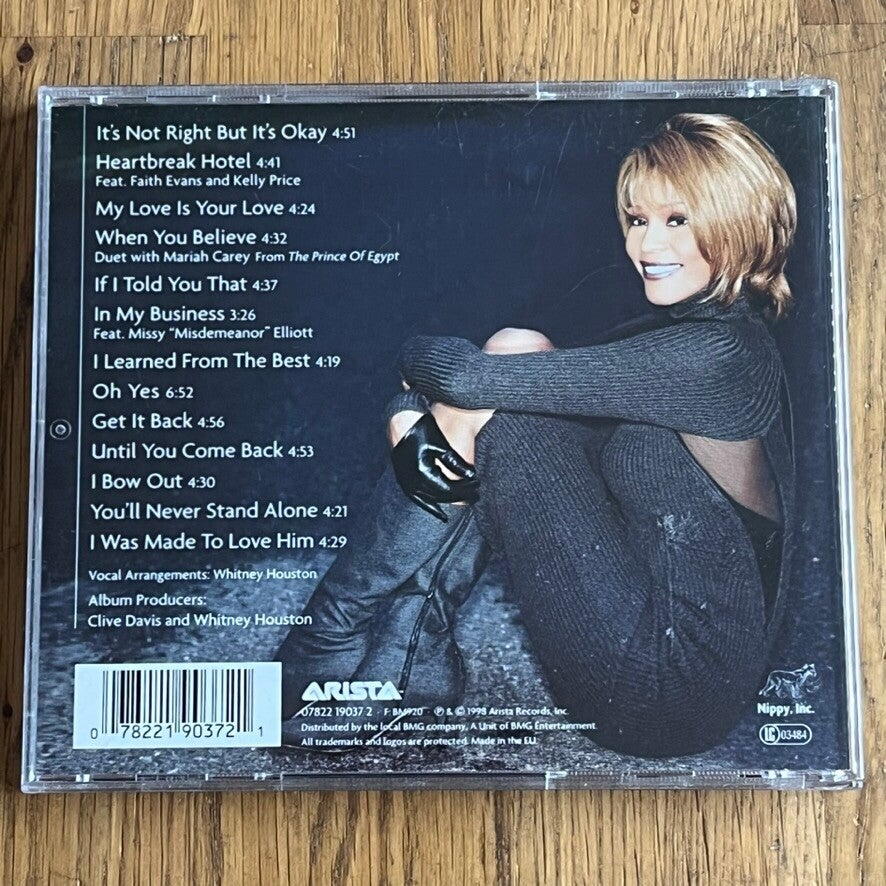 It's Not Right But It's Okay 4:51
Heartbreak Hotel 4:41
Feat. Faith Evans and Kelly Price
My Love Is Your Love 4:24
When You Believe 4:32
Duet with Mariah Carey From The Prince Of Egypt
If I Told You That 4:37
In My Business 3:26
Feat. Missy "Misdemeanor" Elliott
I Learned From The Best 4:19
Oh Yes 6:52
Get It Back 4:56
Until You Come Back 4:53
I Bow Out 4:30
You'll Never Stand Alone 4:21
I Was Made To Love Him 4:29
Vocal Arrangements: Whitney Houston
Album Producers:
Clive Davis and Whitney Houston
0 78221 90372 1
ARISTA
07822 19037 2 · F: BM920 · ℗ & © 1998 Arista Records, Inc.
Distributed by the local BMG company, A Unit of BMG Entertainment.
All trademarks and logos are protected. Made in the EU.
Nippy, Inc.
LC 03484